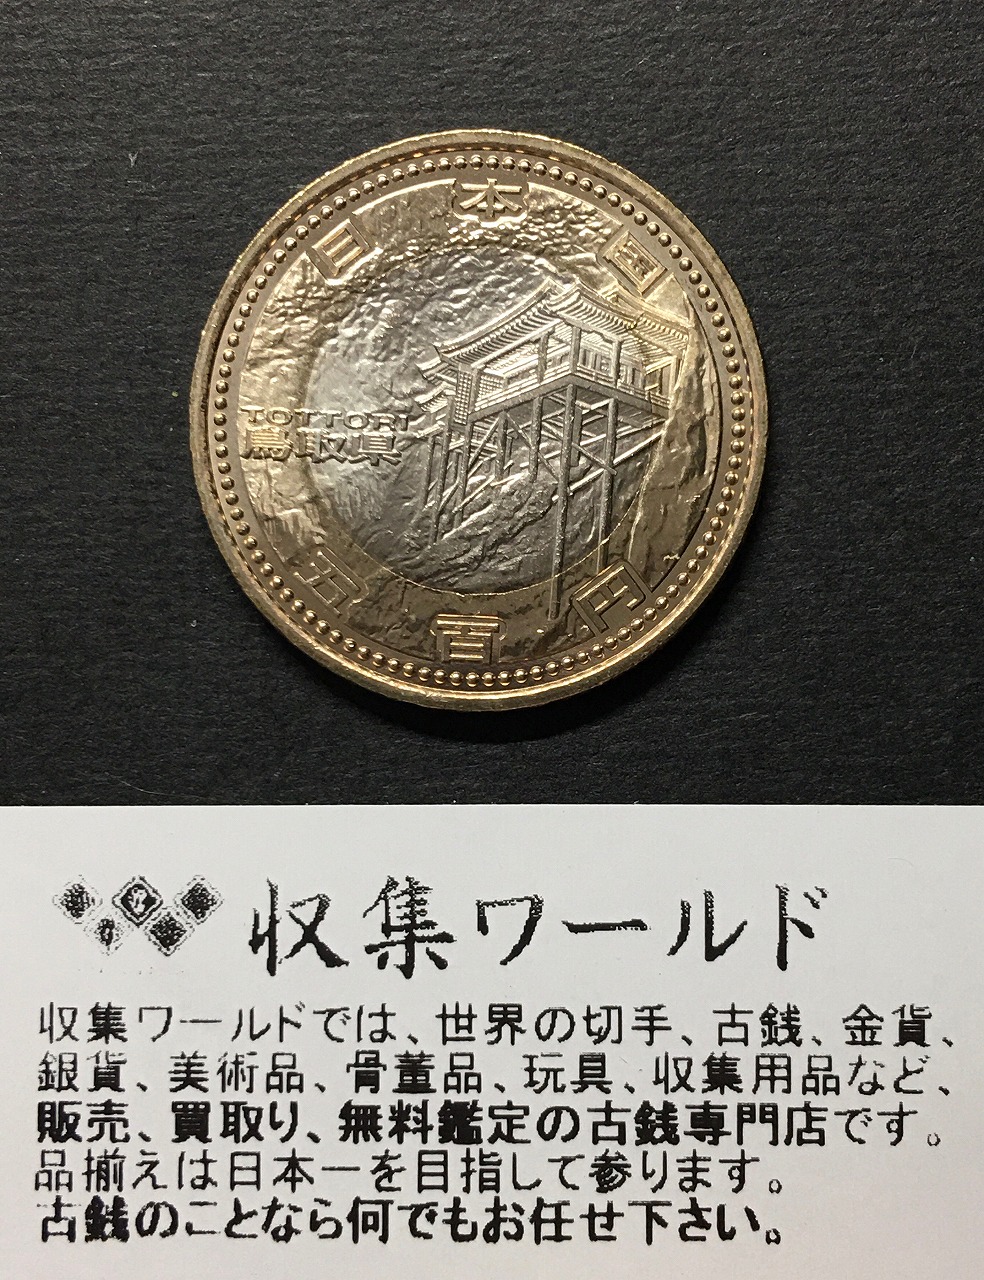 日本国
TOTTORI
鳥取県
五百円
収集ワールド
収集ワールドでは、世界の切手、古銭、金貨、
銀貨、美術品、骨董品、玩具、収集用品など、
販売、買取り、無料鑑定の古銭専門店です。
品揃えは日本一を目指して参ります。
古銭のことなら何でもお任せ下さい。